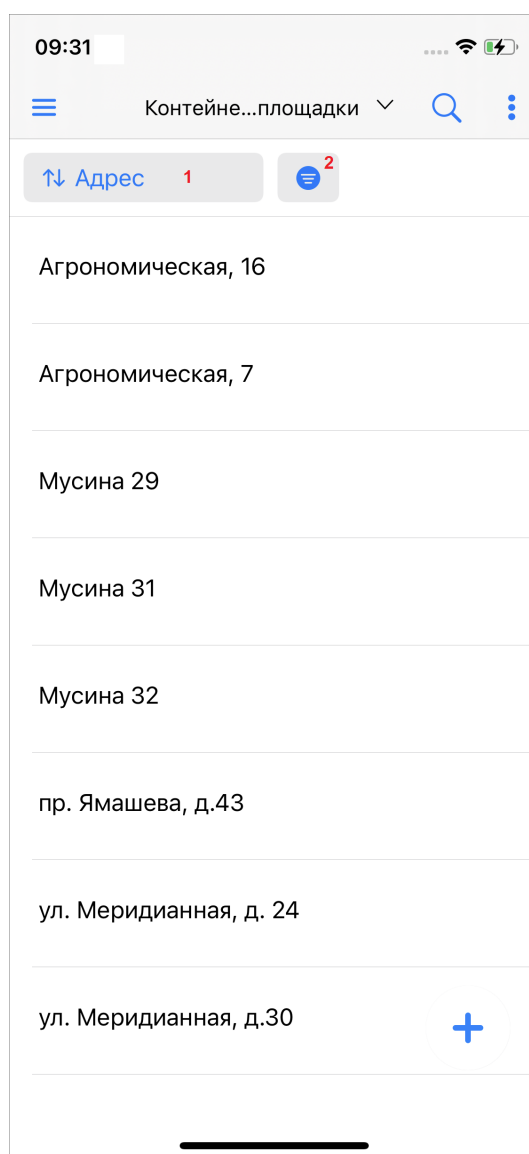 09:31
Контейне...площадки
Адрес 1 2
Агрономическая, 16
Агрономическая, 7
Мусина 29
Мусина 31
Мусина 32
пр. Ямашева, д.43
ул. Меридианная, д. 24
ул. Меридианная, д.30